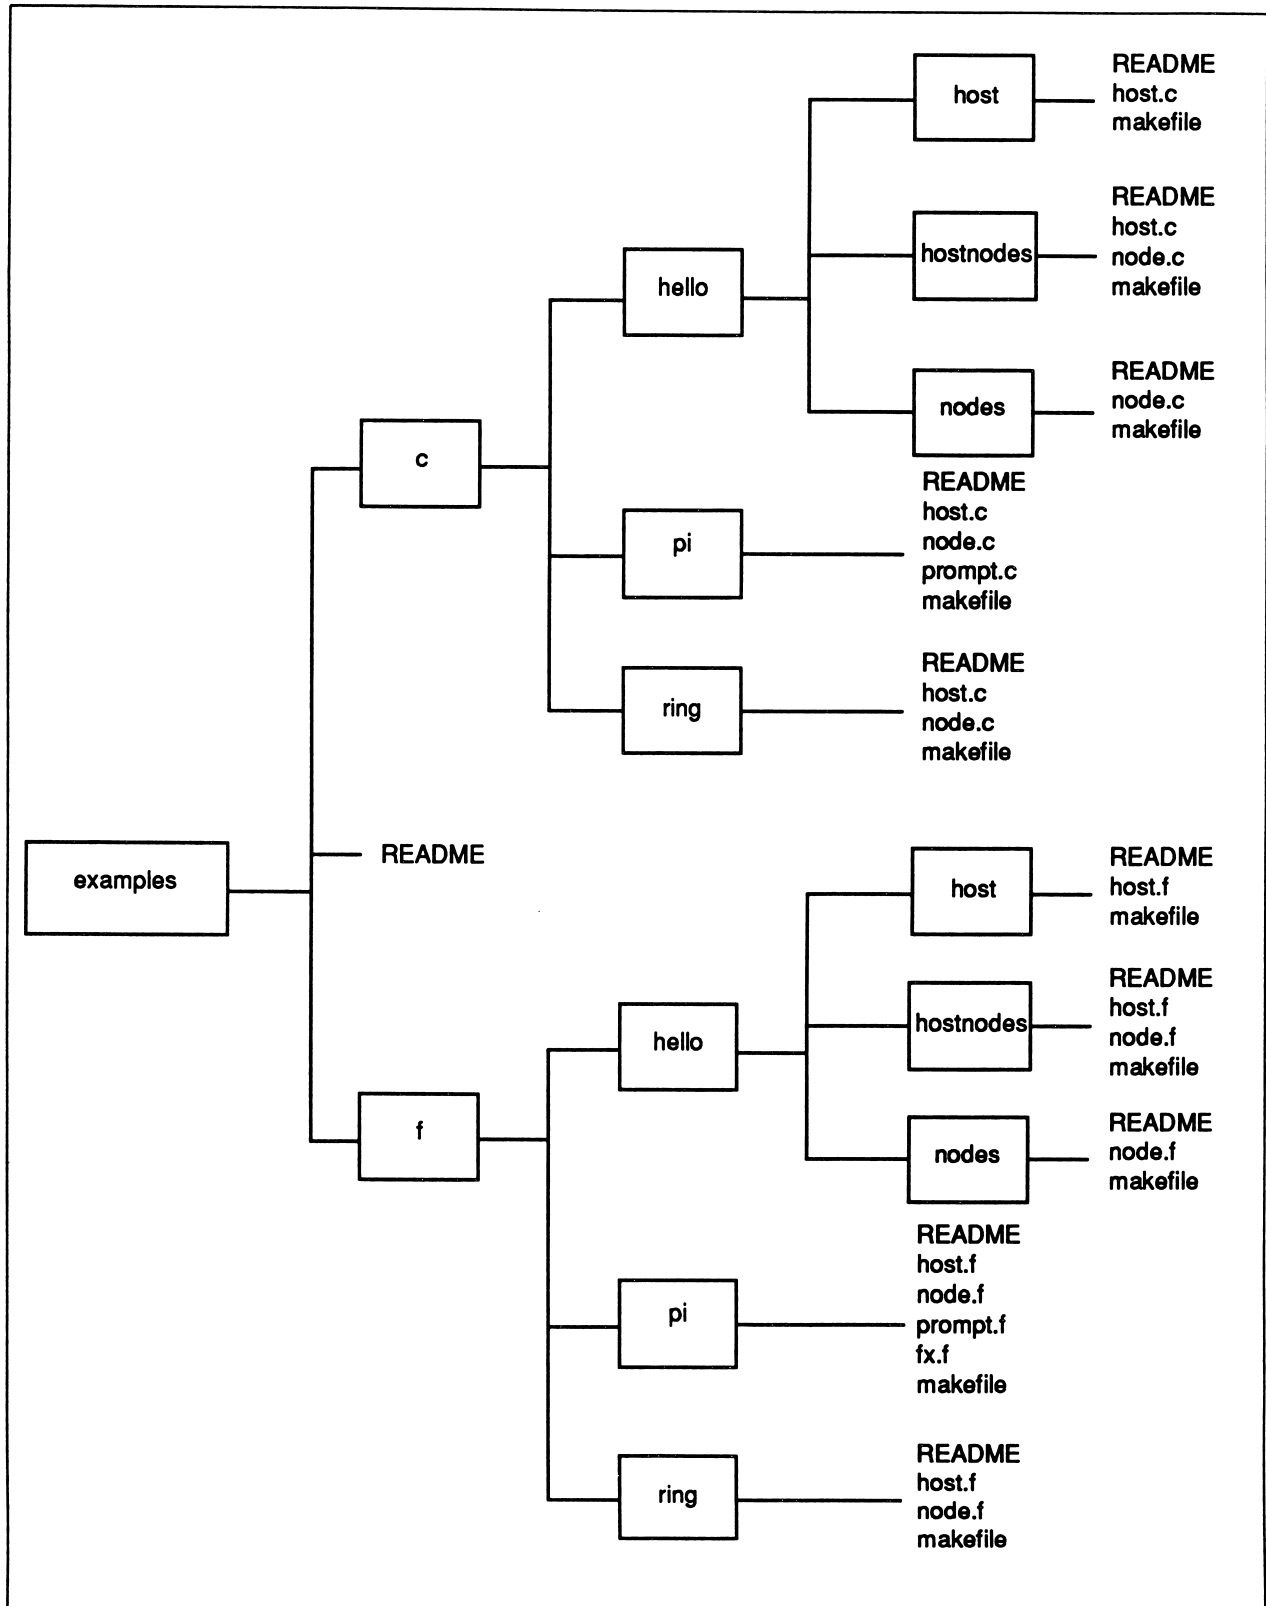 host
README
host.c
makefile
hostnodes
README
host.c
node.c
makefile
hello
nodes
README
node.c
makefile
c
pi
README
host.c
node.c
prompt.c
makefile
ring
README
host.c
node.c
makefile
examples
README
host
README
host.f
makefile
hostnodes
README
host.f
node.f
makefile
hello
nodes
README
node.f
makefile
f
pi
README
host.f
node.f
prompt.f
fx.f
makefile
ring
README
host.f
node.f
makefile